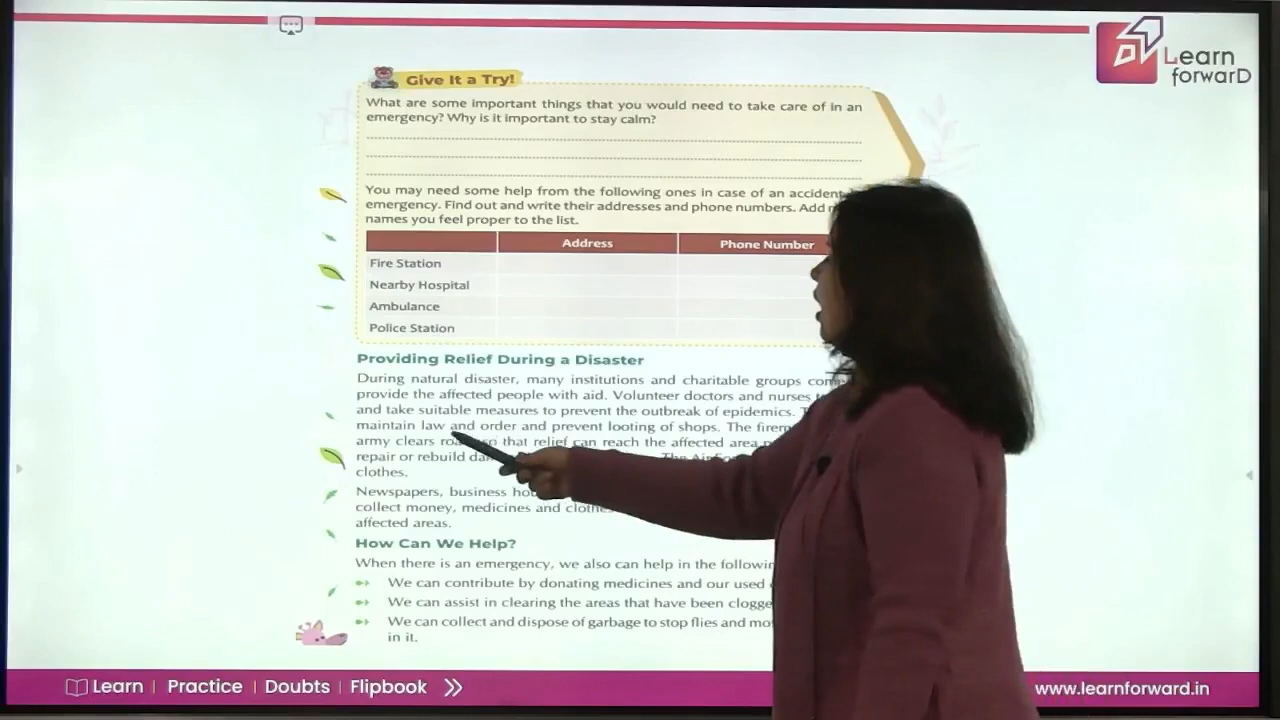 Learn
forwarD
Give It a Try!
What are some important things that you would need to take care of in an
emergency? Why is it important to stay calm?
You may need some help from the following ones in case of an accident
emergency. Find out and write their addresses and phone numbers. Add
names you feel proper to the list.
Address Phone Number
Fire Station
Nearby Hospital
Ambulance
Police Station
Providing Relief During a Disaster
During natural disaster, many institutions and charitable groups
provide the affected people with aid. Volunteer doctors and nurses
and take suitable measures to prevent the outbreak of epidemics.
maintain law and order and prevent looting of shops. The
army clears so that relief can reach the affected area
repair or rebuild The
clothes.
Newspapers, business
collect money, medicines and
affected areas.
How Can We Help?
When there is an emergency, we also can help in the
We can contribute by donating medicines and our used
We can assist in clearing the areas that have been
We can collect and dispose of garbage to stop flies and
in it.
Learn | Practice | Doubts | Flipbook
www.learnforward.in